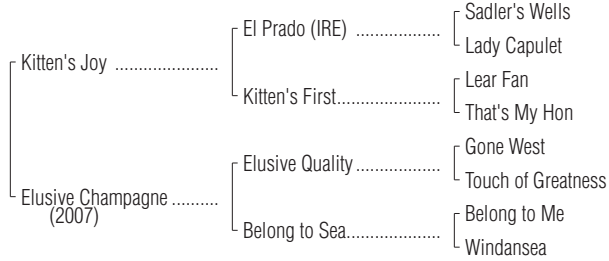 Sadler's Wells
El Prado (IRE) ..................
Lady Capulet
Kitten's Joy ......................
Lear Fan
Kitten's First......................
That's My Hon
Gone West
Elusive Quality ..................
Touch of Greatness
Elusive Champagne ..........
(2007)
Belong to Me
Belong to Sea....................
Windansea